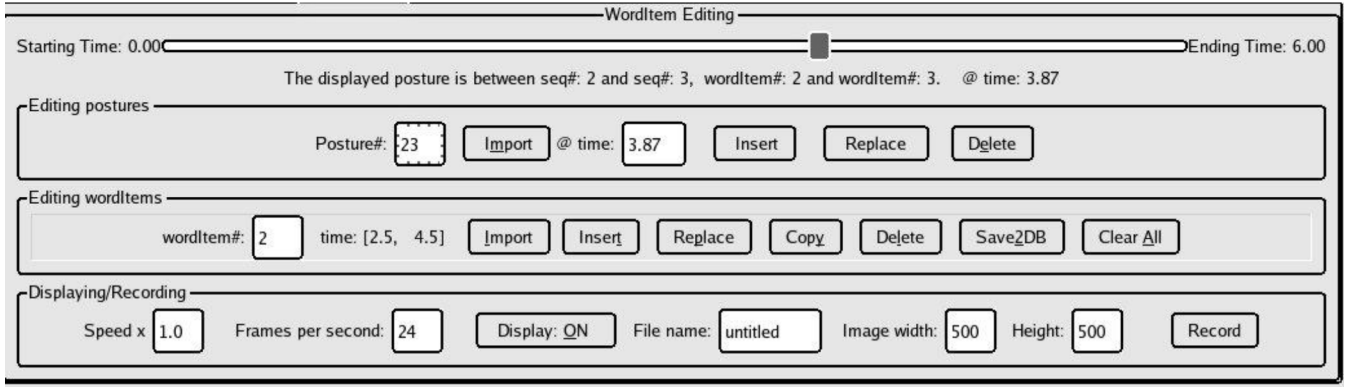 WordItem Editing
Starting Time: 0.00 Ending Time: 6.00
The displayed posture is between seq#: 2 and seq#: 3, wordItem#: 2 and wordItem#: 3. @ time: 3.87
Editing postures
Posture#: 23 Import @ time: 3.87 Insert Replace Delete
Editing wordItems
wordItem#: 2 time: [2.5, 4.5] Import Insert Replace Copy Delete Save2DB Clear All
Displaying/Recording
Speed x 1.0 Frames per second: 24 Display: ON File name: untitled Image width: 500 Height: 500 Record